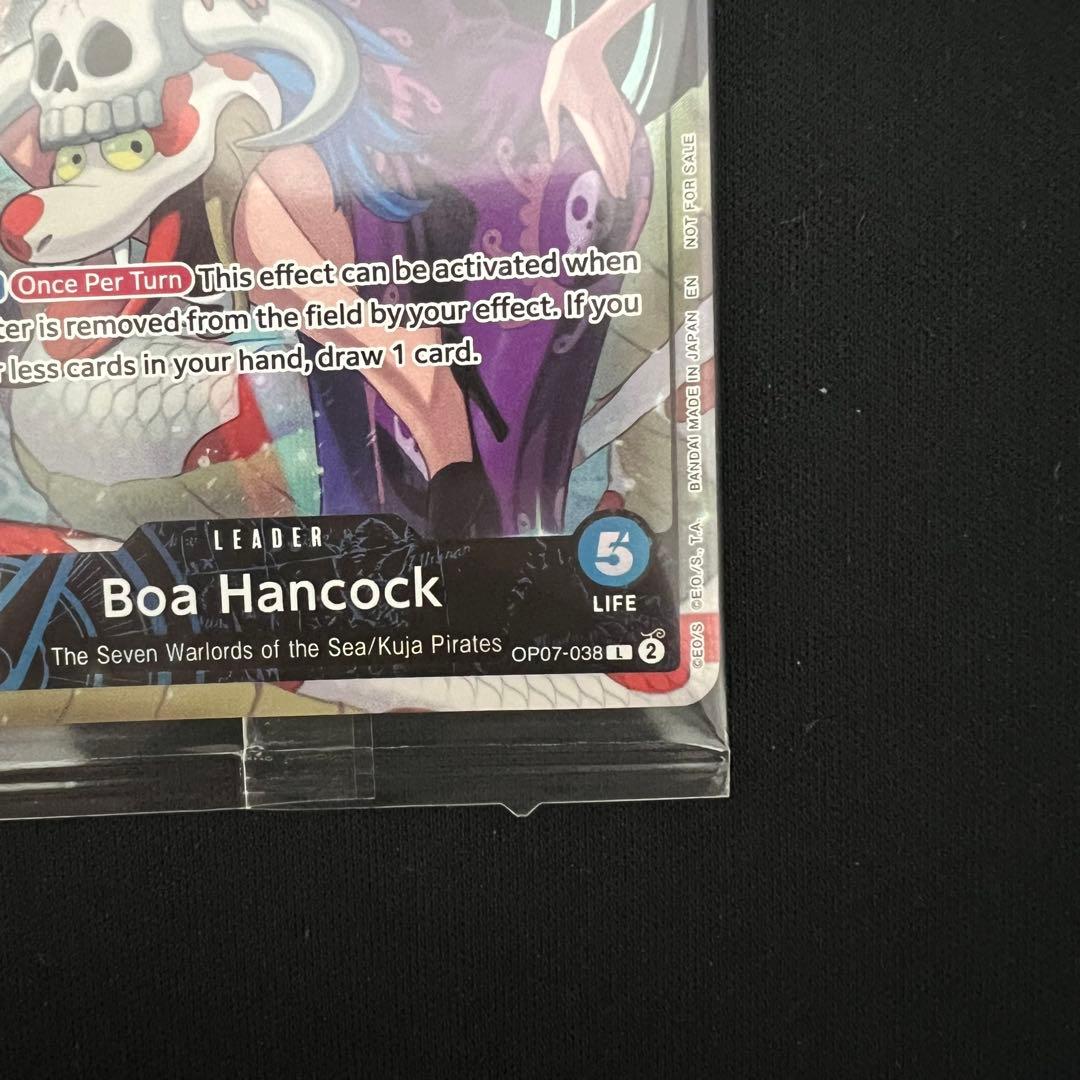 Once Per Turn This effect can be activated when
ter is removed from the field by your effect. If you
r less cards in your hand, draw 1 card.
LEADER
Boa Hancock
The Seven Warlords of the Sea/Kuja Pirates
OP07-038 L 2
5
LIFE
©EO/S ©EO./S., T.A. BANDAI MADE IN JAPAN EN NOT FOR SALE